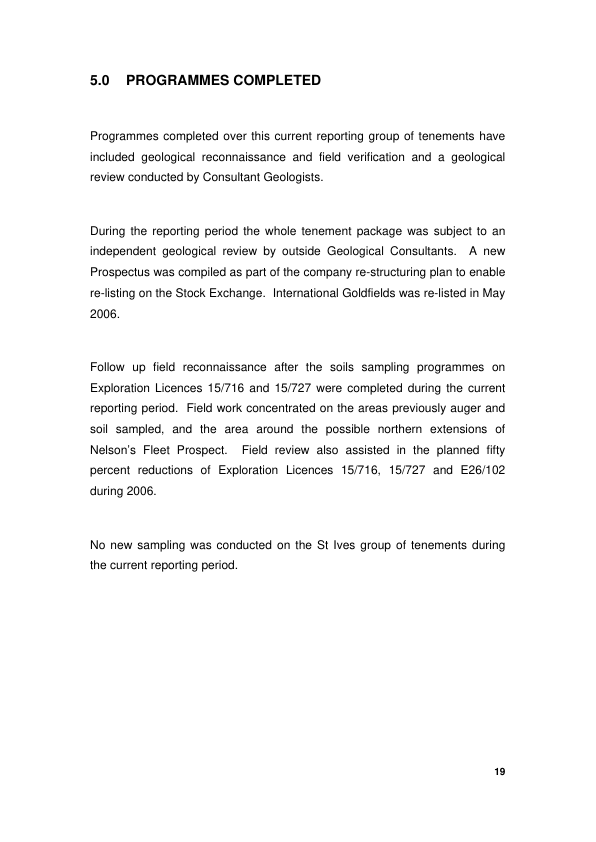 5.0 PROGRAMMES COMPLETED
Programmes completed over this current reporting group of tenements have
included geological reconnaissance and field verification and a geological
review conducted by Consultant Geologists.
During the reporting period the whole tenement package was subject to an
independent geological review by outside Geological Consultants. A new
Prospectus was compiled as part of the company re-structuring plan to enable
re-listing on the Stock Exchange. International Goldfields was re-listed in May
2006.
Follow up field reconnaissance after the soils sampling programmes on
Exploration Licences 15/716 and 15/727 were completed during the current
reporting period. Field work concentrated on the areas previously auger and
soil sampled, and the area around the possible northern extensions of
Nelson's Fleet Prospect. Field review also assisted in the planned fifty
percent reductions of Exploration Licences 15/716, 15/727 and E26/102
during 2006.
No new sampling was conducted on the St Ives group of tenements during
the current reporting period.
19